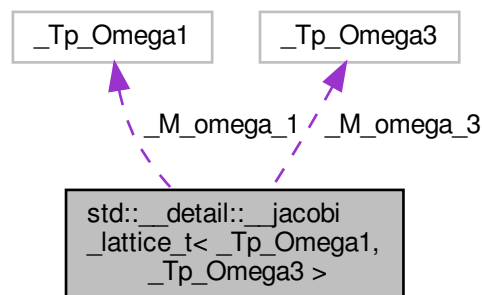 _Tp_Omega1
_Tp_Omega3
_M_omega_1
_M_omega_3
std::__detail::__jacobi
_lattice_t< _Tp_Omega1,
_Tp_Omega3 >